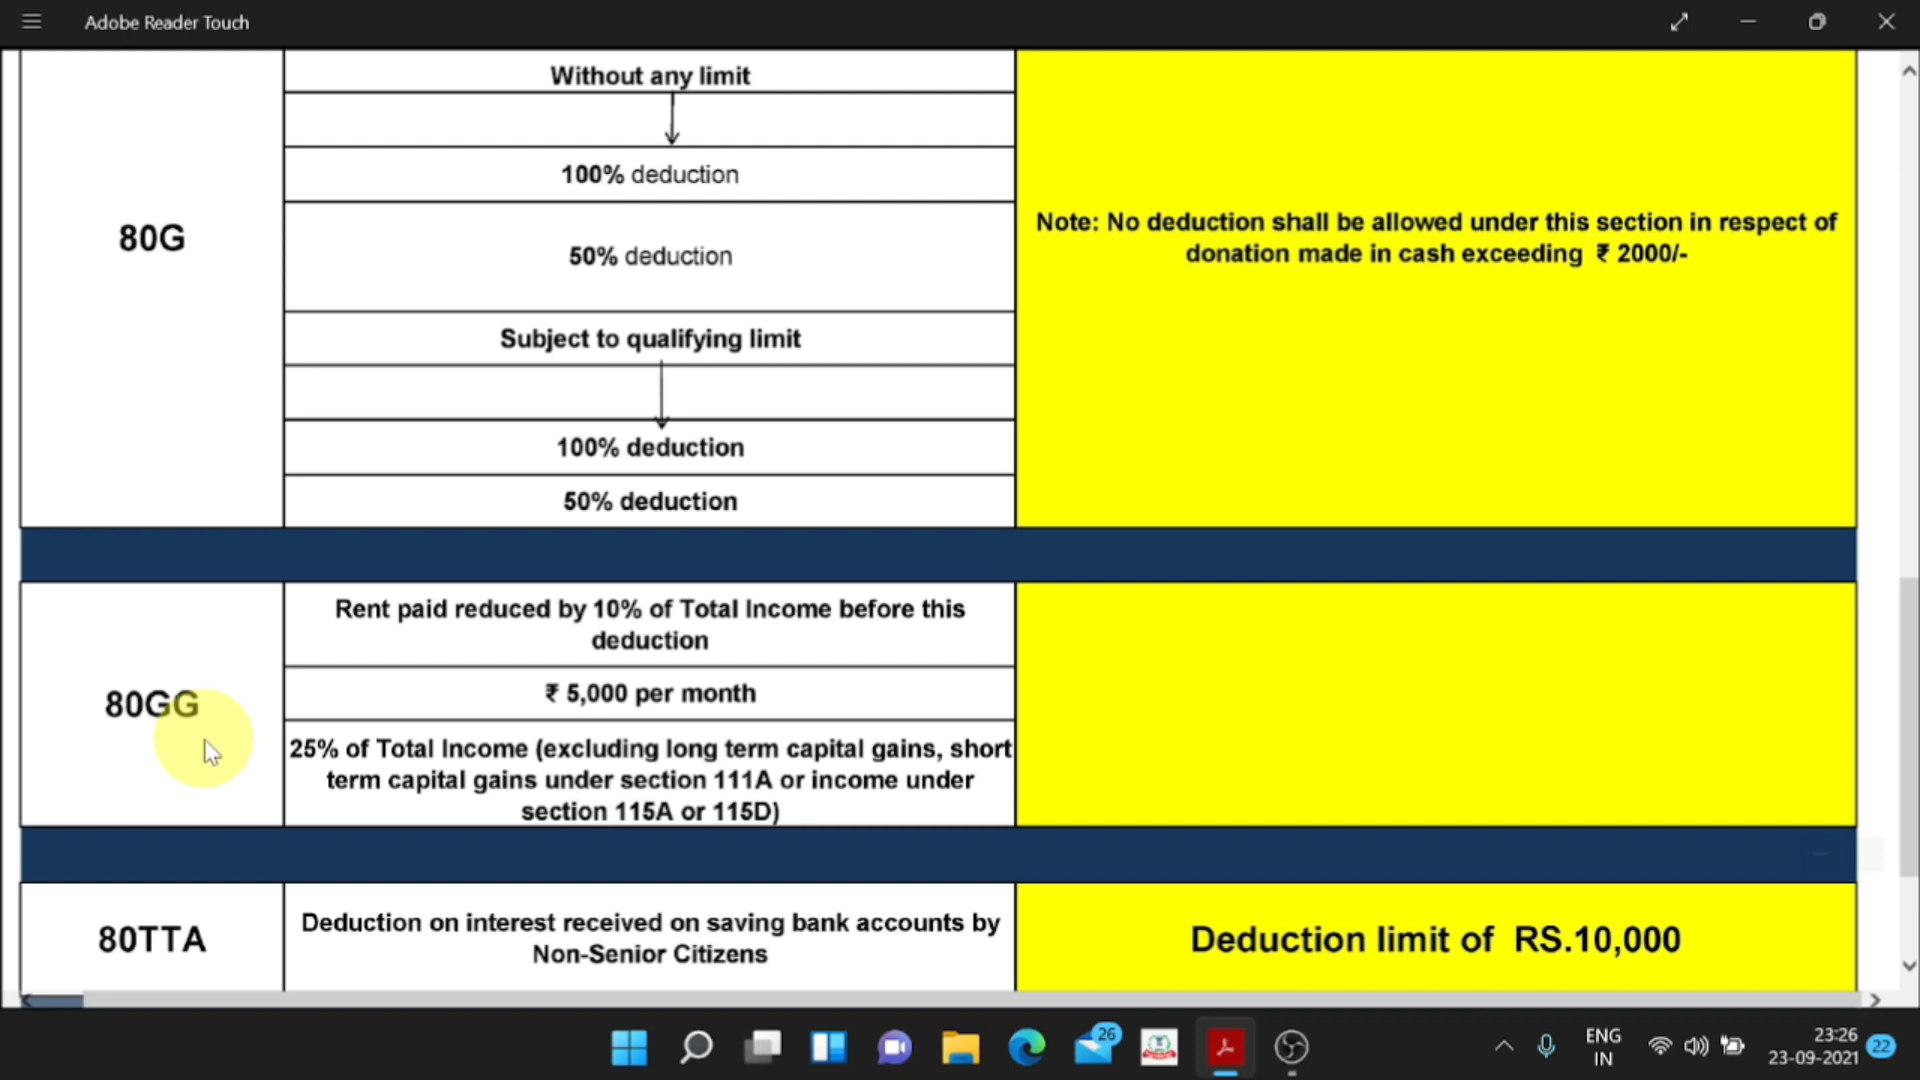 Adobe Reader Touch
Without any limit
100% deduction
80G
50% deduction
Note: No deduction shall be allowed under this section in respect of
donation made in cash exceeding ₹ 2000/-
Subject to qualifying limit
100% deduction
50% deduction
80GG
Rent paid reduced by 10% of Total Income before this
deduction
₹ 5,000 per month
25% of Total Income (excluding long term capital gains, short
term capital gains under section 111A or income under
section 115A or 115D)
80TTA
Deduction on interest received on saving bank accounts by
Non-Senior Citizens
Deduction limit of RS.10,000
26
ENG
IN
23:26
23-09-2021
22